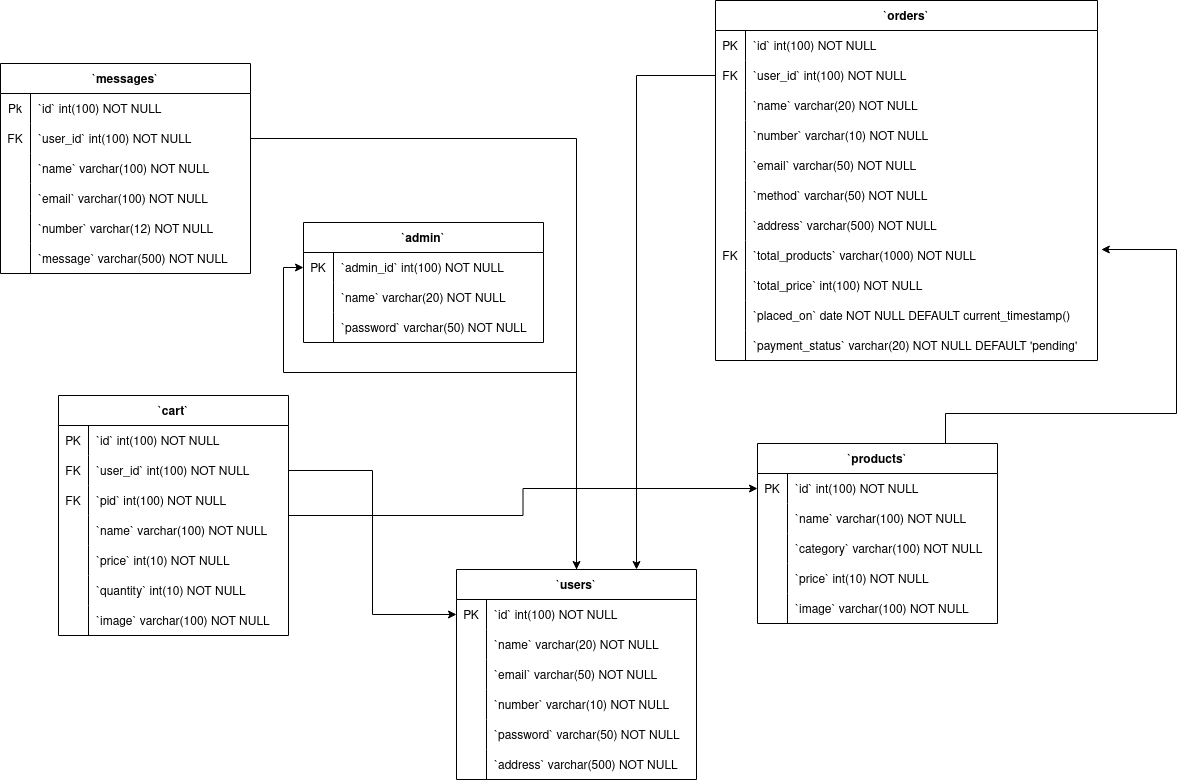 `orders`
PK `id` int(100) NOT NULL
FK `user_id` int(100) NOT NULL
`name` varchar(20) NOT NULL
`number` varchar(10) NOT NULL
`email` varchar(50) NOT NULL
`method` varchar(50) NOT NULL
`address` varchar(500) NOT NULL
FK `total_products` varchar(1000) NOT NULL
`total_price` int(100) NOT NULL
`placed_on` date NOT NULL DEFAULT current_timestamp()
`payment_status` varchar(20) NOT NULL DEFAULT 'pending'
`messages`
Pk `id` int(100) NOT NULL
FK `user_id` int(100) NOT NULL
`name` varchar(100) NOT NULL
`email` varchar(100) NOT NULL
`number` varchar(12) NOT NULL
`message` varchar(500) NOT NULL
`admin`
PK `admin_id` int(100) NOT NULL
`name` varchar(20) NOT NULL
`password` varchar(50) NOT NULL
`cart`
PK `id` int(100) NOT NULL
FK `user_id` int(100) NOT NULL
FK `pid` int(100) NOT NULL
`name` varchar(100) NOT NULL
`price` int(10) NOT NULL
`quantity` int(10) NOT NULL
`image` varchar(100) NOT NULL
`products`
PK `id` int(100) NOT NULL
`name` varchar(100) NOT NULL
`category` varchar(100) NOT NULL
`price` int(10) NOT NULL
`image` varchar(100) NOT NULL
`users`
PK `id` int(100) NOT NULL
`name` varchar(20) NOT NULL
`email` varchar(50) NOT NULL
`number` varchar(10) NOT NULL
`password` varchar(50) NOT NULL
`address` varchar(500) NOT NULL